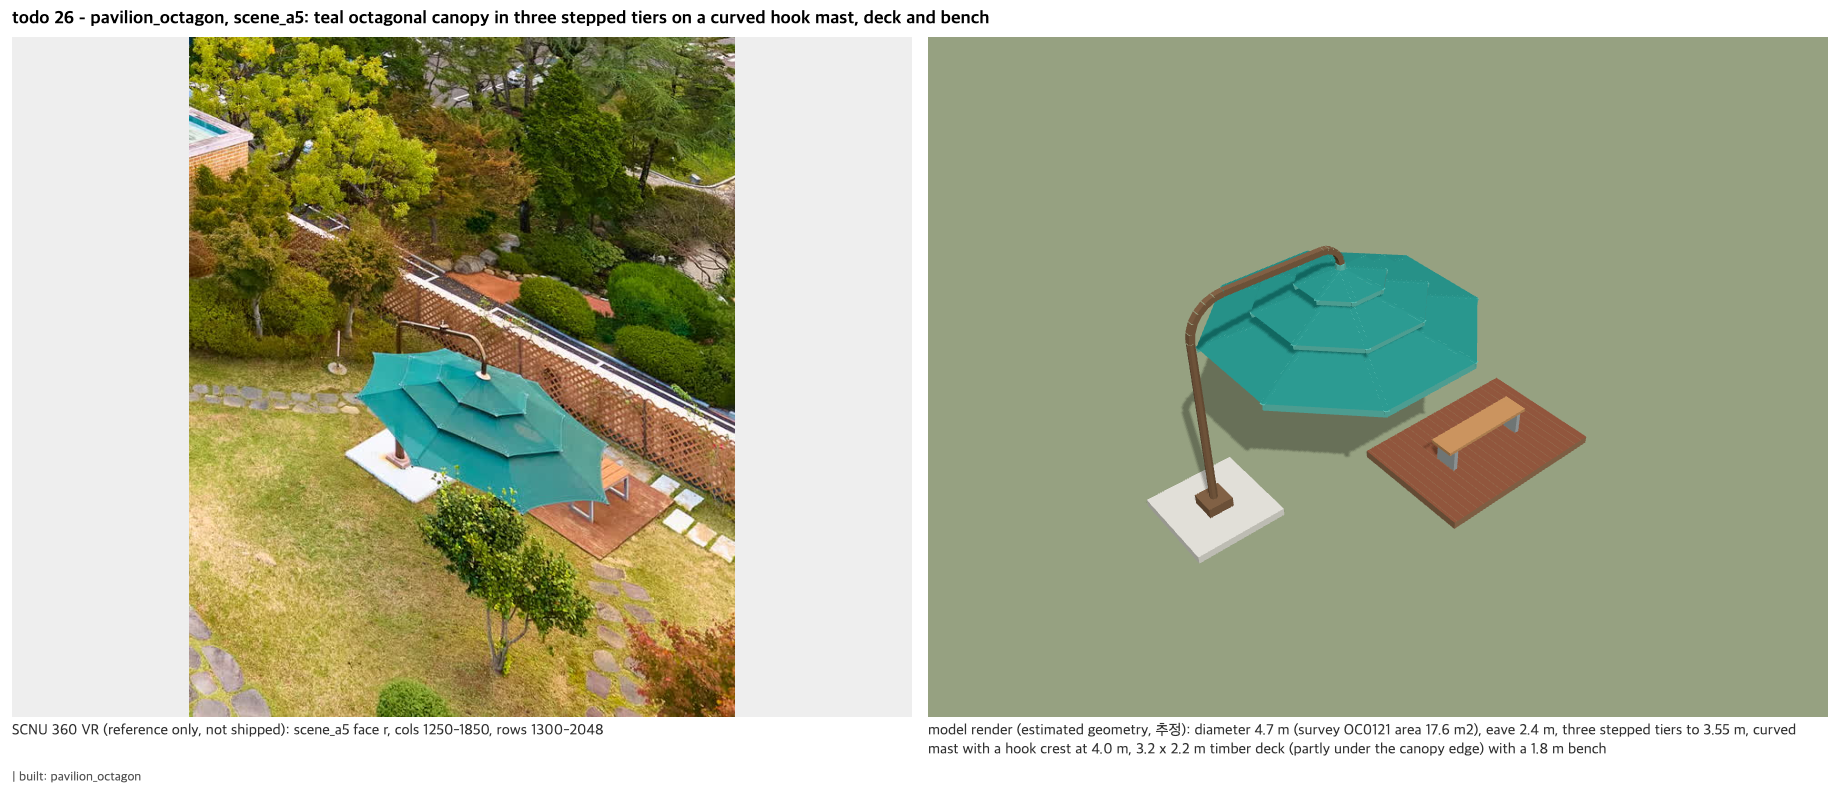 todo 26 - pavilion_octagon, scene_a5: teal octagonal canopy in three stepped tiers on a curved hook mast, deck and bench
SCNU 360 VR (reference only, not shipped): scene_a5 face r, cols 1250-1850, rows 1300-2048
model render (estimated geometry, 추정): diameter 4.7 m (survey OC0121 area 17.6 m2), eave 2.4 m, three stepped tiers to 3.55 m, curved
mast with a hook crest at 4.0 m, 3.2 x 2.2 m timber deck (partly under the canopy edge) with a 1.8 m bench
| built: pavilion_octagon